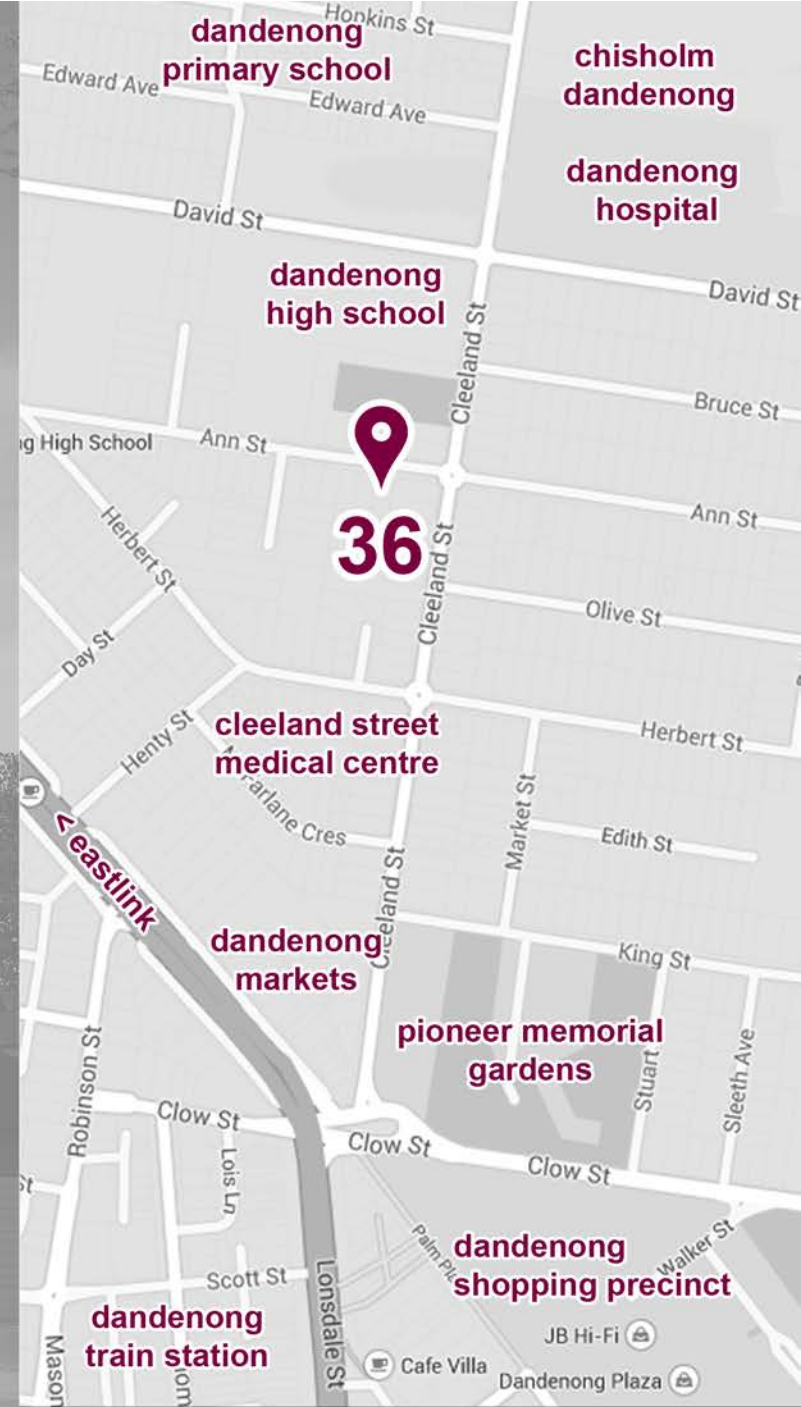 Hopkins St
dandenong
primary school
chisholm
dandenong
Edward Ave
Edward Ave
dandenong
hospital
David St
dandenong
high school
David St
Cleeland St
Bruce St
High School
Ann St
36
Ann St
Herbert St
Cleeland St
Olive St
Day St
cleeland street
medical centre
Herbert St
Henty St
Market St
Farlane Cres
Edith St
< eastlink
Cleeland St
dandenong
markets
King St
pioneer memorial
gardens
Robinson St
Stuart
Sleeth Ave
Clow St
Clow St
Clow St
Lois Ln
Palm Plz
dandenong
shopping precinct
Walker St
Scott St
Lonsdale St
dandenong
train station
JB Hi-Fi
Mason
Cafe Villa
Dandenong Plaza